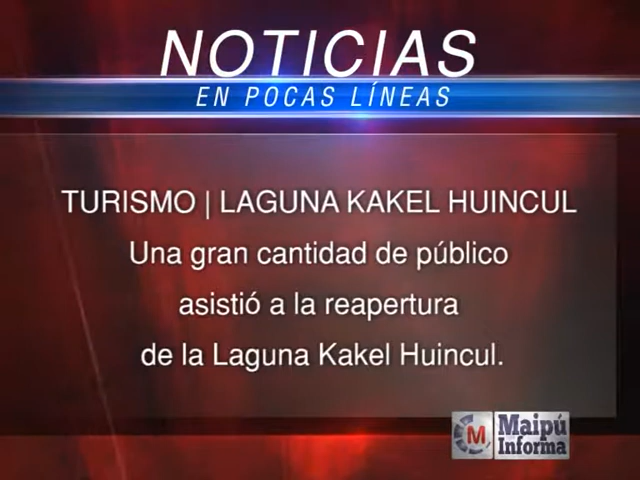 NOTICIAS
EN POCAS LÍNEAS
TURISMO | LAGUNA KAKEL HUINCUL
Una gran cantidad de público
asistió a la reapertura
de la Laguna Kakel Huincul.
M Maipú
Informa